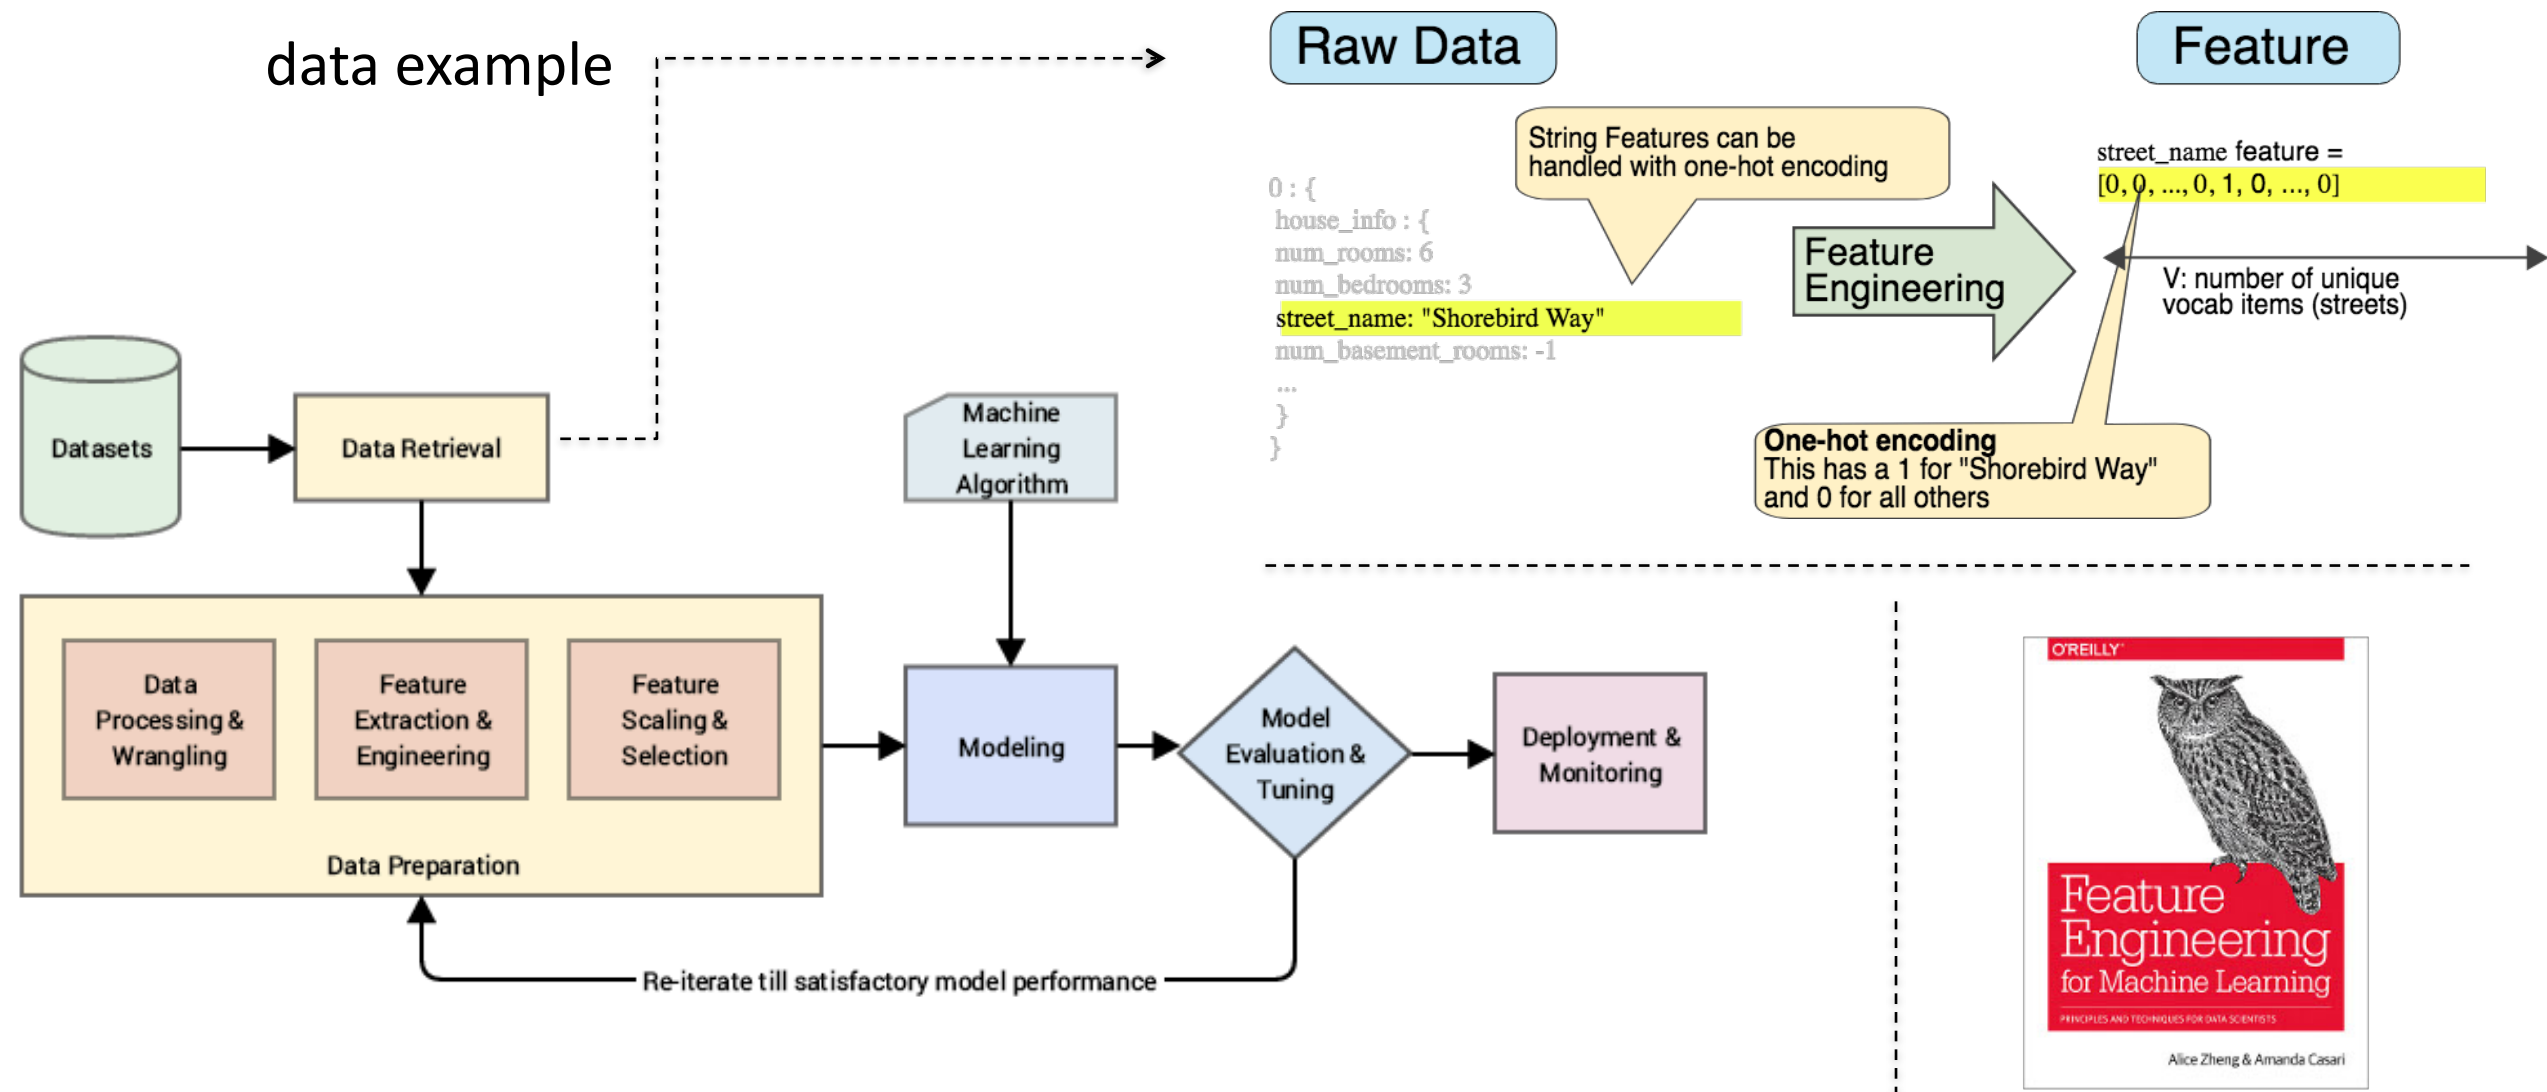 data example
Raw Data
Feature
String Features can be
handled with one-hot encoding
0 : {
house_info : {
num_rooms: 6
num_bedrooms: 3
street_name: "Shorebird Way"
num_basement_rooms: -1
...
}
}
Feature
Engineering
street_name feature =
[0, 0, ..., 0, 1, 0, ..., 0]
V: number of unique
vocab items (streets)
One-hot encoding
This has a 1 for "Shorebird Way"
and 0 for all others
Datasets
Data Retrieval
Machine
Learning
Algorithm
Data
Processing &
Wrangling
Feature
Extraction &
Engineering
Feature
Scaling &
Selection
Data Preparation
Modeling
Model
Evaluation &
Tuning
Deployment &
Monitoring
Re-iterate till satisfactory model performance
O'REILLY
Feature
Engineering
for Machine Learning
PRINCIPLES AND TECHNIQUES FOR DATA SCIENTISTS
Alice Zheng & Amanda Casari